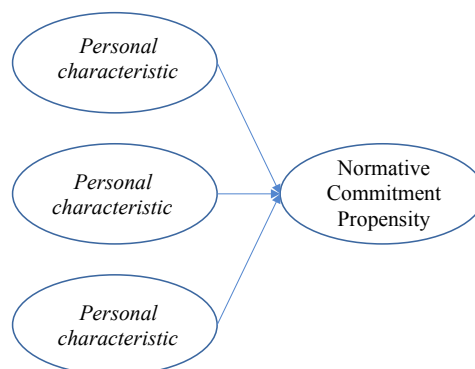 Personal
characteristic
Personal
characteristic
Normative
Commitment
Propensity
Personal
characteristic